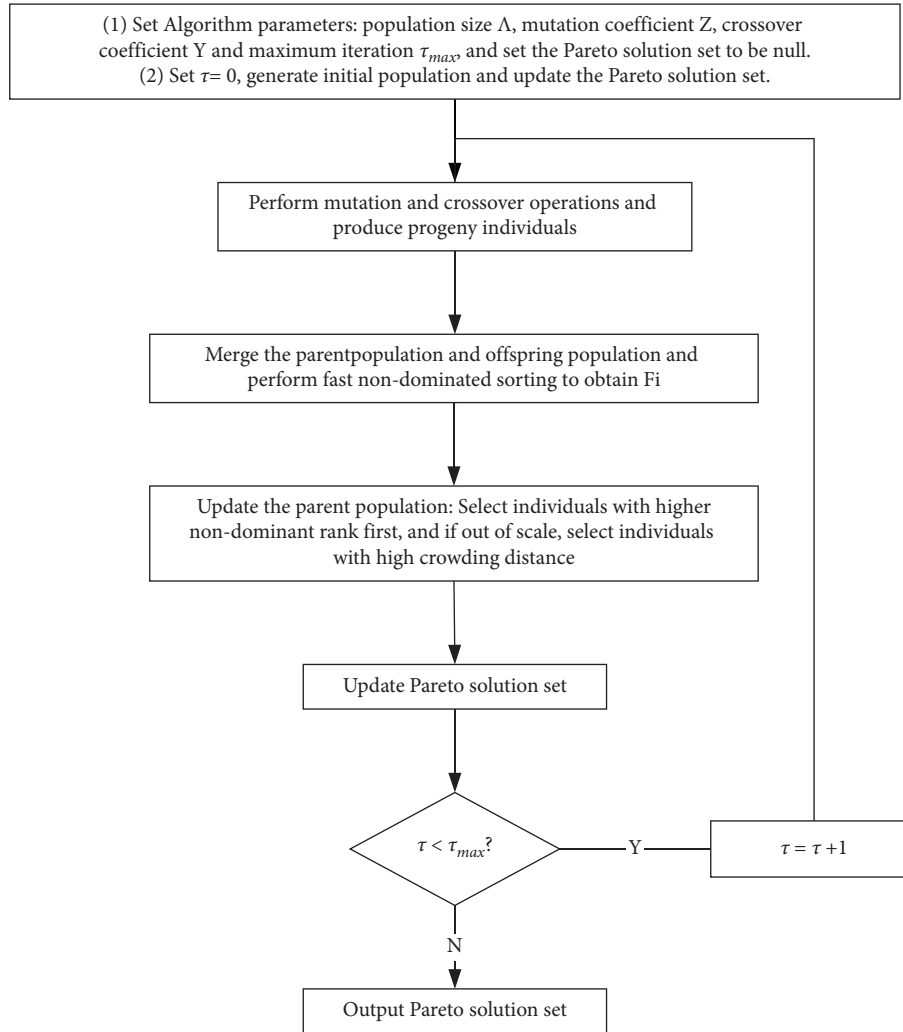 (1) Set Algorithm parameters: population size Λ, mutation coefficient Z, crossover
coefficient Y and maximum iteration τmax, and set the Pareto solution set to be null.
(2) Set τ= 0, generate initial population and update the Pareto solution set.
Perform mutation and crossover operations and
produce progeny individuals
Merge the parentpopulation and offspring population and
perform fast non-dominated sorting to obtain Fi
Update the parent population: Select individuals with higher
non-dominant rank first, and if out of scale, select individuals
with high crowding distance
Update Pareto solution set
τ < τmax?
Y
τ = τ +1
N
Output Pareto solution set